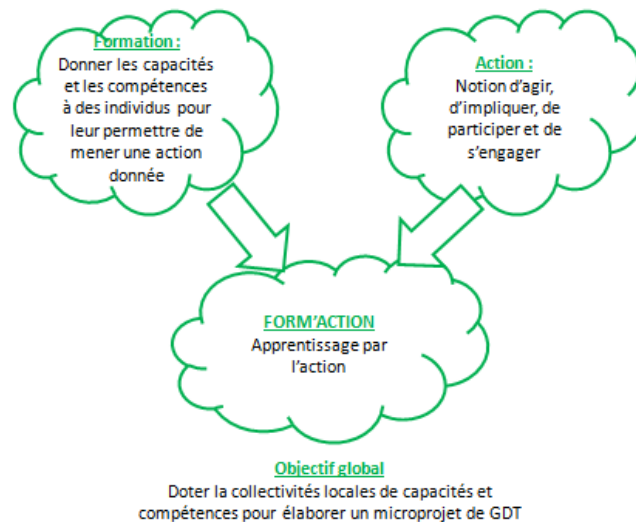 Formation :
Donner les capacités
et les compétences
à des individus pour
leur permettre de
mener une action
donnée
Action :
Notion d'agir,
d'impliquer, de
participer et de
s'engager
FORM'ACTION
Apprentissage par
l'action
Objectif global
Doter la collectivités locales de capacités et
compétences pour élaborer un microprojet de GDT